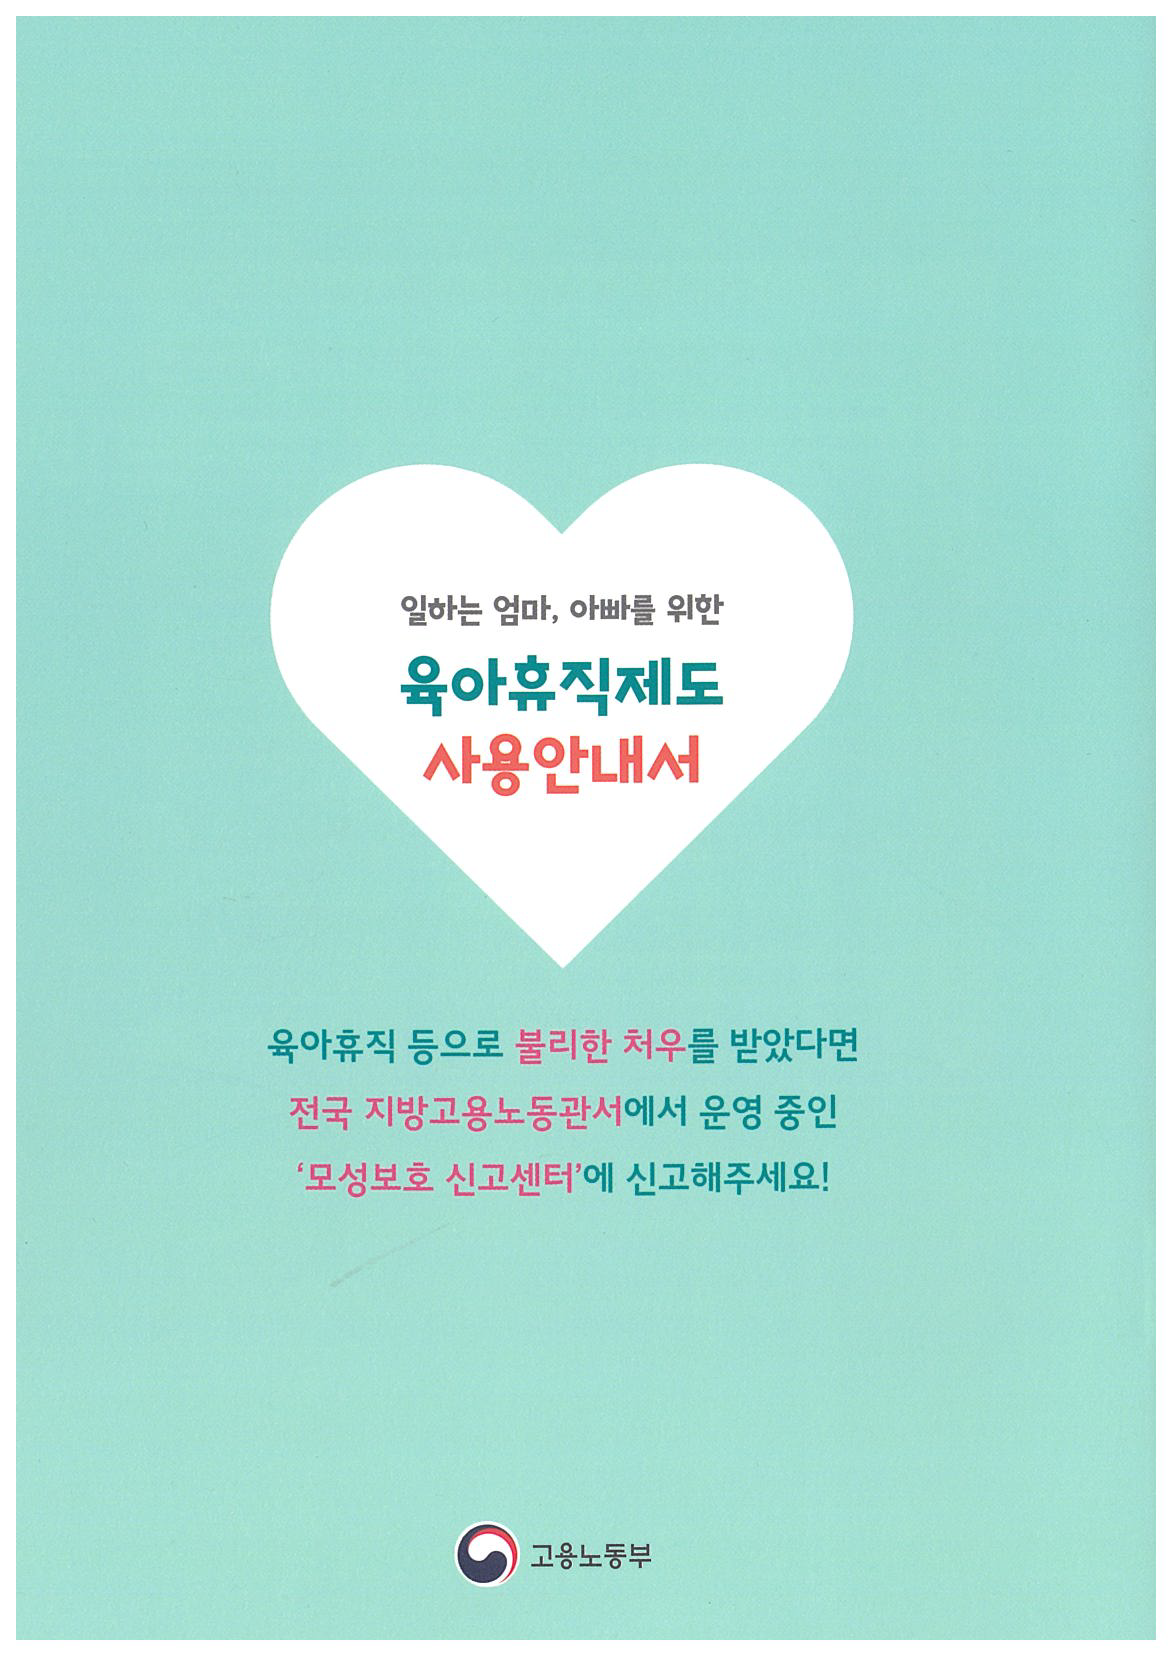 일하는 엄마, 아빠를 위한
육아휴직제도
사용안내서
육아휴직 등으로 불리한 처우를 받았다면
전국 지방고용노동관서에서 운영 중인
‘모성보호 신고센터’에 신고해주세요!
고용노동부